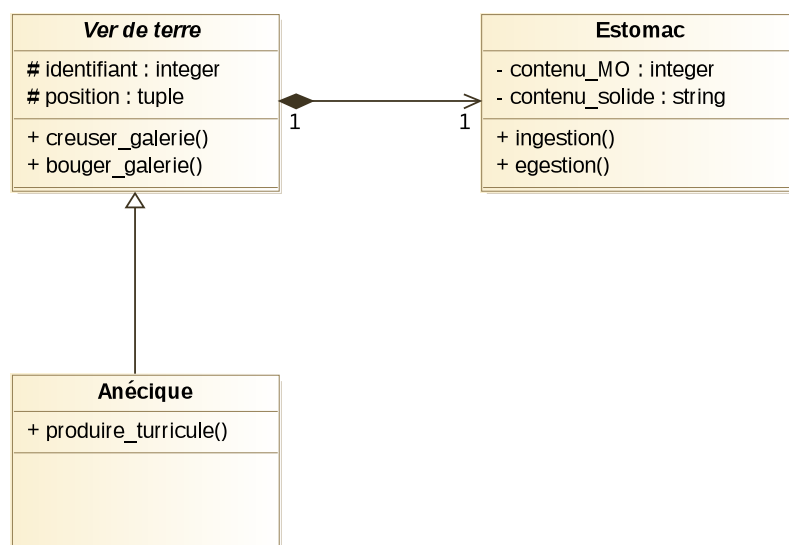 Ver de terre
# identifiant : integer
# position : tuple
+ creuser_galerie()
+ bouger_galerie()
1
1
Estomac
- contenu_MO : integer
- contenu_solide : string
+ ingestion()
+ egestion()
Anécique
+ produire_turricule()